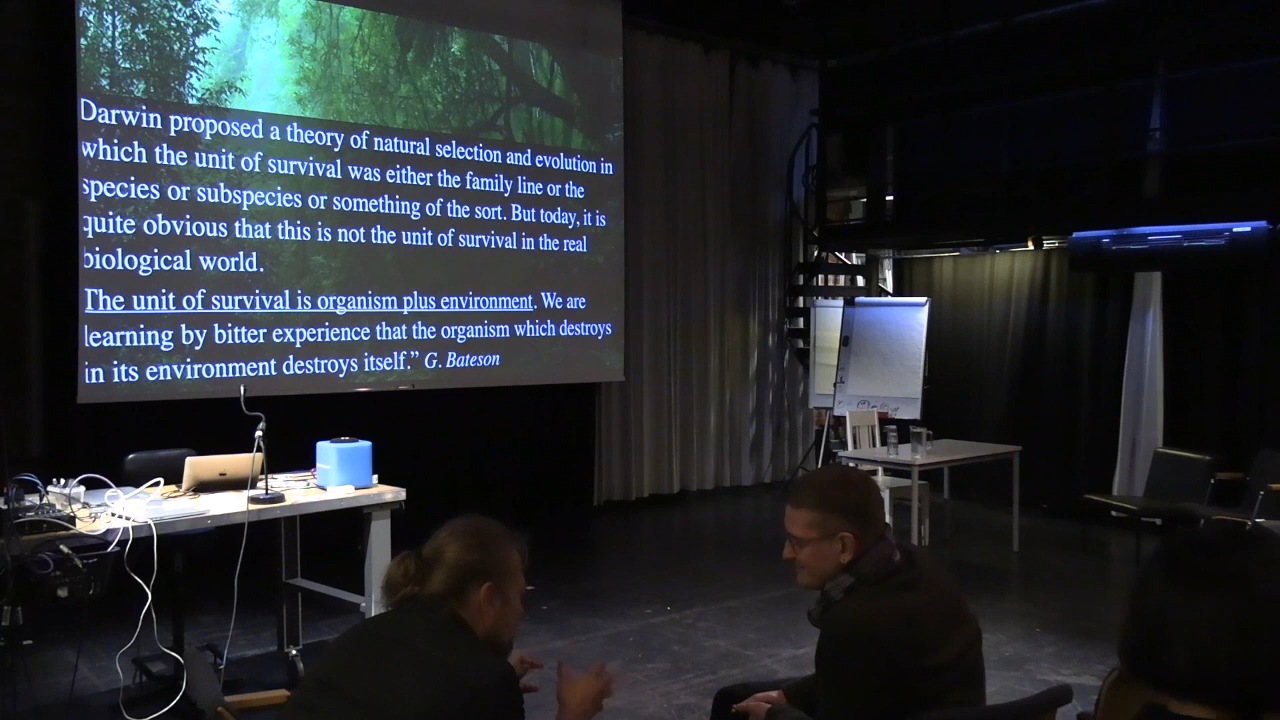 Darwin proposed a theory of natural selection and evolution in
which the unit of survival was either the family line or the
species or subspecies or something of the sort. But today, it is
quite obvious that this is not the unit of survival in the real
biological world.
The unit of survival is organism plus environment. We are
learning by bitter experience that the organism which destroys
in its environment destroys itself.” G. Bateson